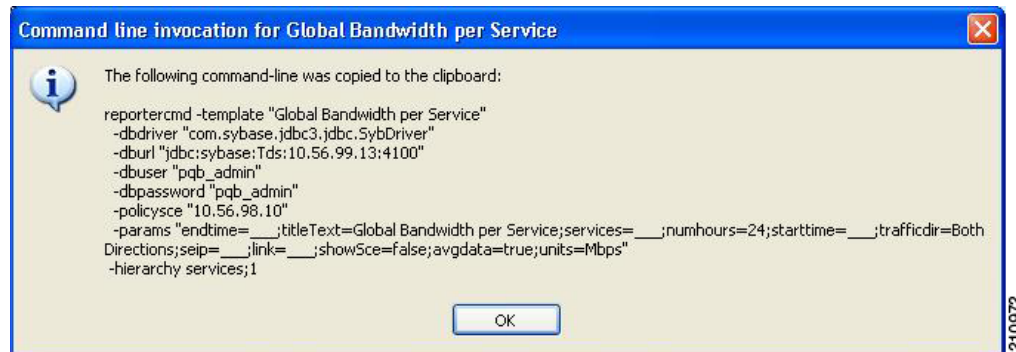 Command line invocation for Global Bandwidth per Service
The following command-line was copied to the clipboard:
reportercmd -template "Global Bandwidth per Service"
-dbdriver "com.sybase.jdbc3.jdbc.SybDriver"
-dburl "jdbc:sybase:Tds:10.56.99.13:4100"
-dbuser "pqb_admin"
-dbpassword "pqb_admin"
-policysce "10.56.98.10"
-params "endtime=___;titleText=Global Bandwidth per Service;services=___;numhours=24;starttime=___;trafficdir=Both
Directions;seip=___;link=___;showSce=false;avgdata=true;units=Mbps"
-hierarchy services;1
OK
210972